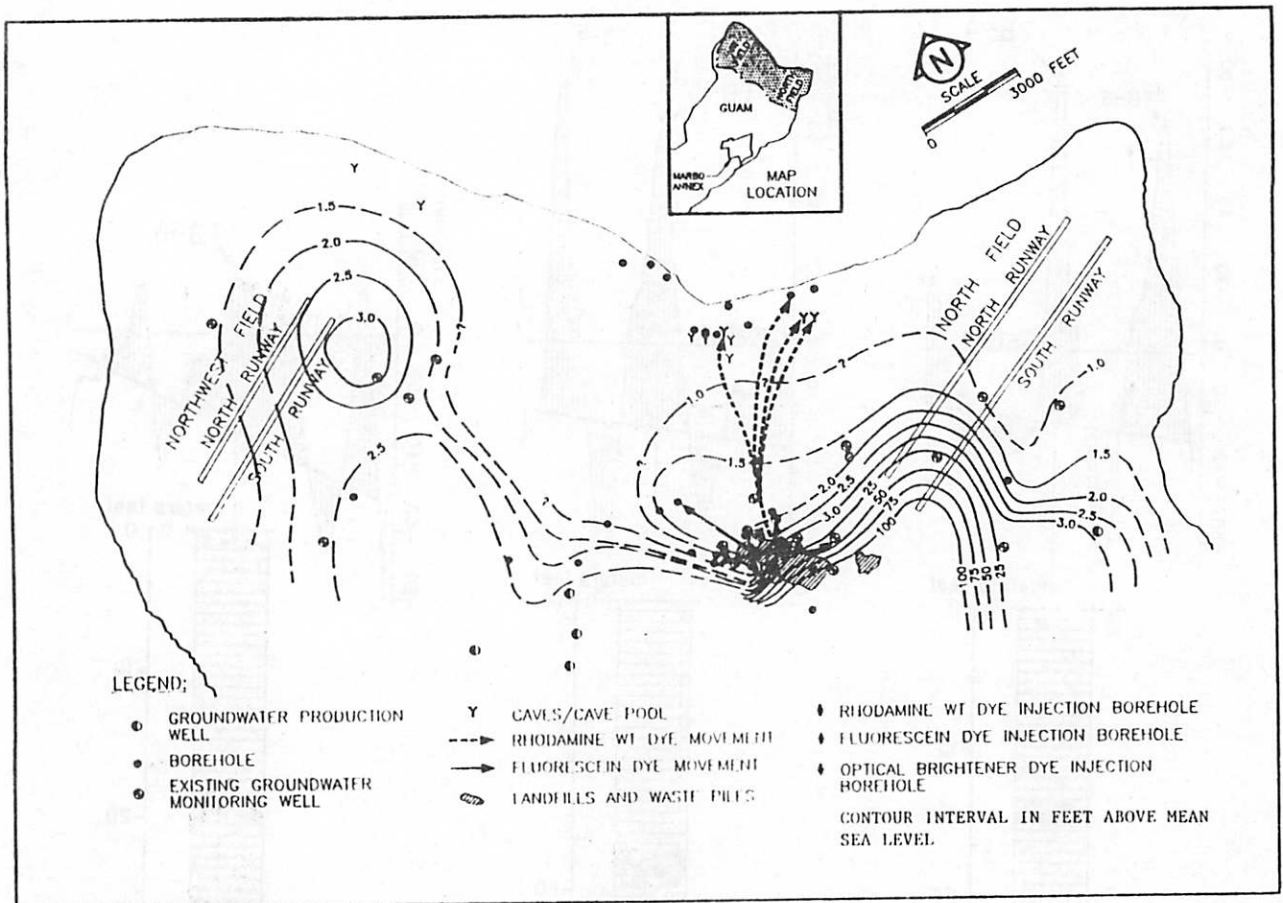 NW FIELD
NORTH FIELD
GUAM
MARBO
ANNEX
MAP
LOCATION
N
SCALE
0 3000 FEET
Y
Y
1.5
2.0
2.5
3.0
NORTHWEST FIELD
NORTH RUNWAY
SOUTH RUNWAY
2.5
?
?
?
1.0
?
1.5
?
Y
Y
YY
NORTH FIELD
NORTH RUNWAY
SOUTH RUNWAY
1.0
1.5
2.0
2.5
3.0
2.0
2.5
3.0
25
50
75
100
100
75
50
25
LEGEND;
GROUNDWATER PRODUCTION
WELL
BOREHOLE
EXISTING GROUNDWATER
MONITORING WELL
Y CAVES/CAVE POOL
RHODAMINE WT DYE MOVEMENT
FLUORESCEIN DYE MOVEMENT
LANDFILLS AND WASTE PILES
RHODAMINE WT DYE INJECTION BOREHOLE
FLUORESCEIN DYE INJECTION BOREHOLE
OPTICAL BRIGHTENER DYE INJECTION
BOREHOLE
CONTOUR INTERVAL IN FEET ABOVE MEAN
SEA LEVEL